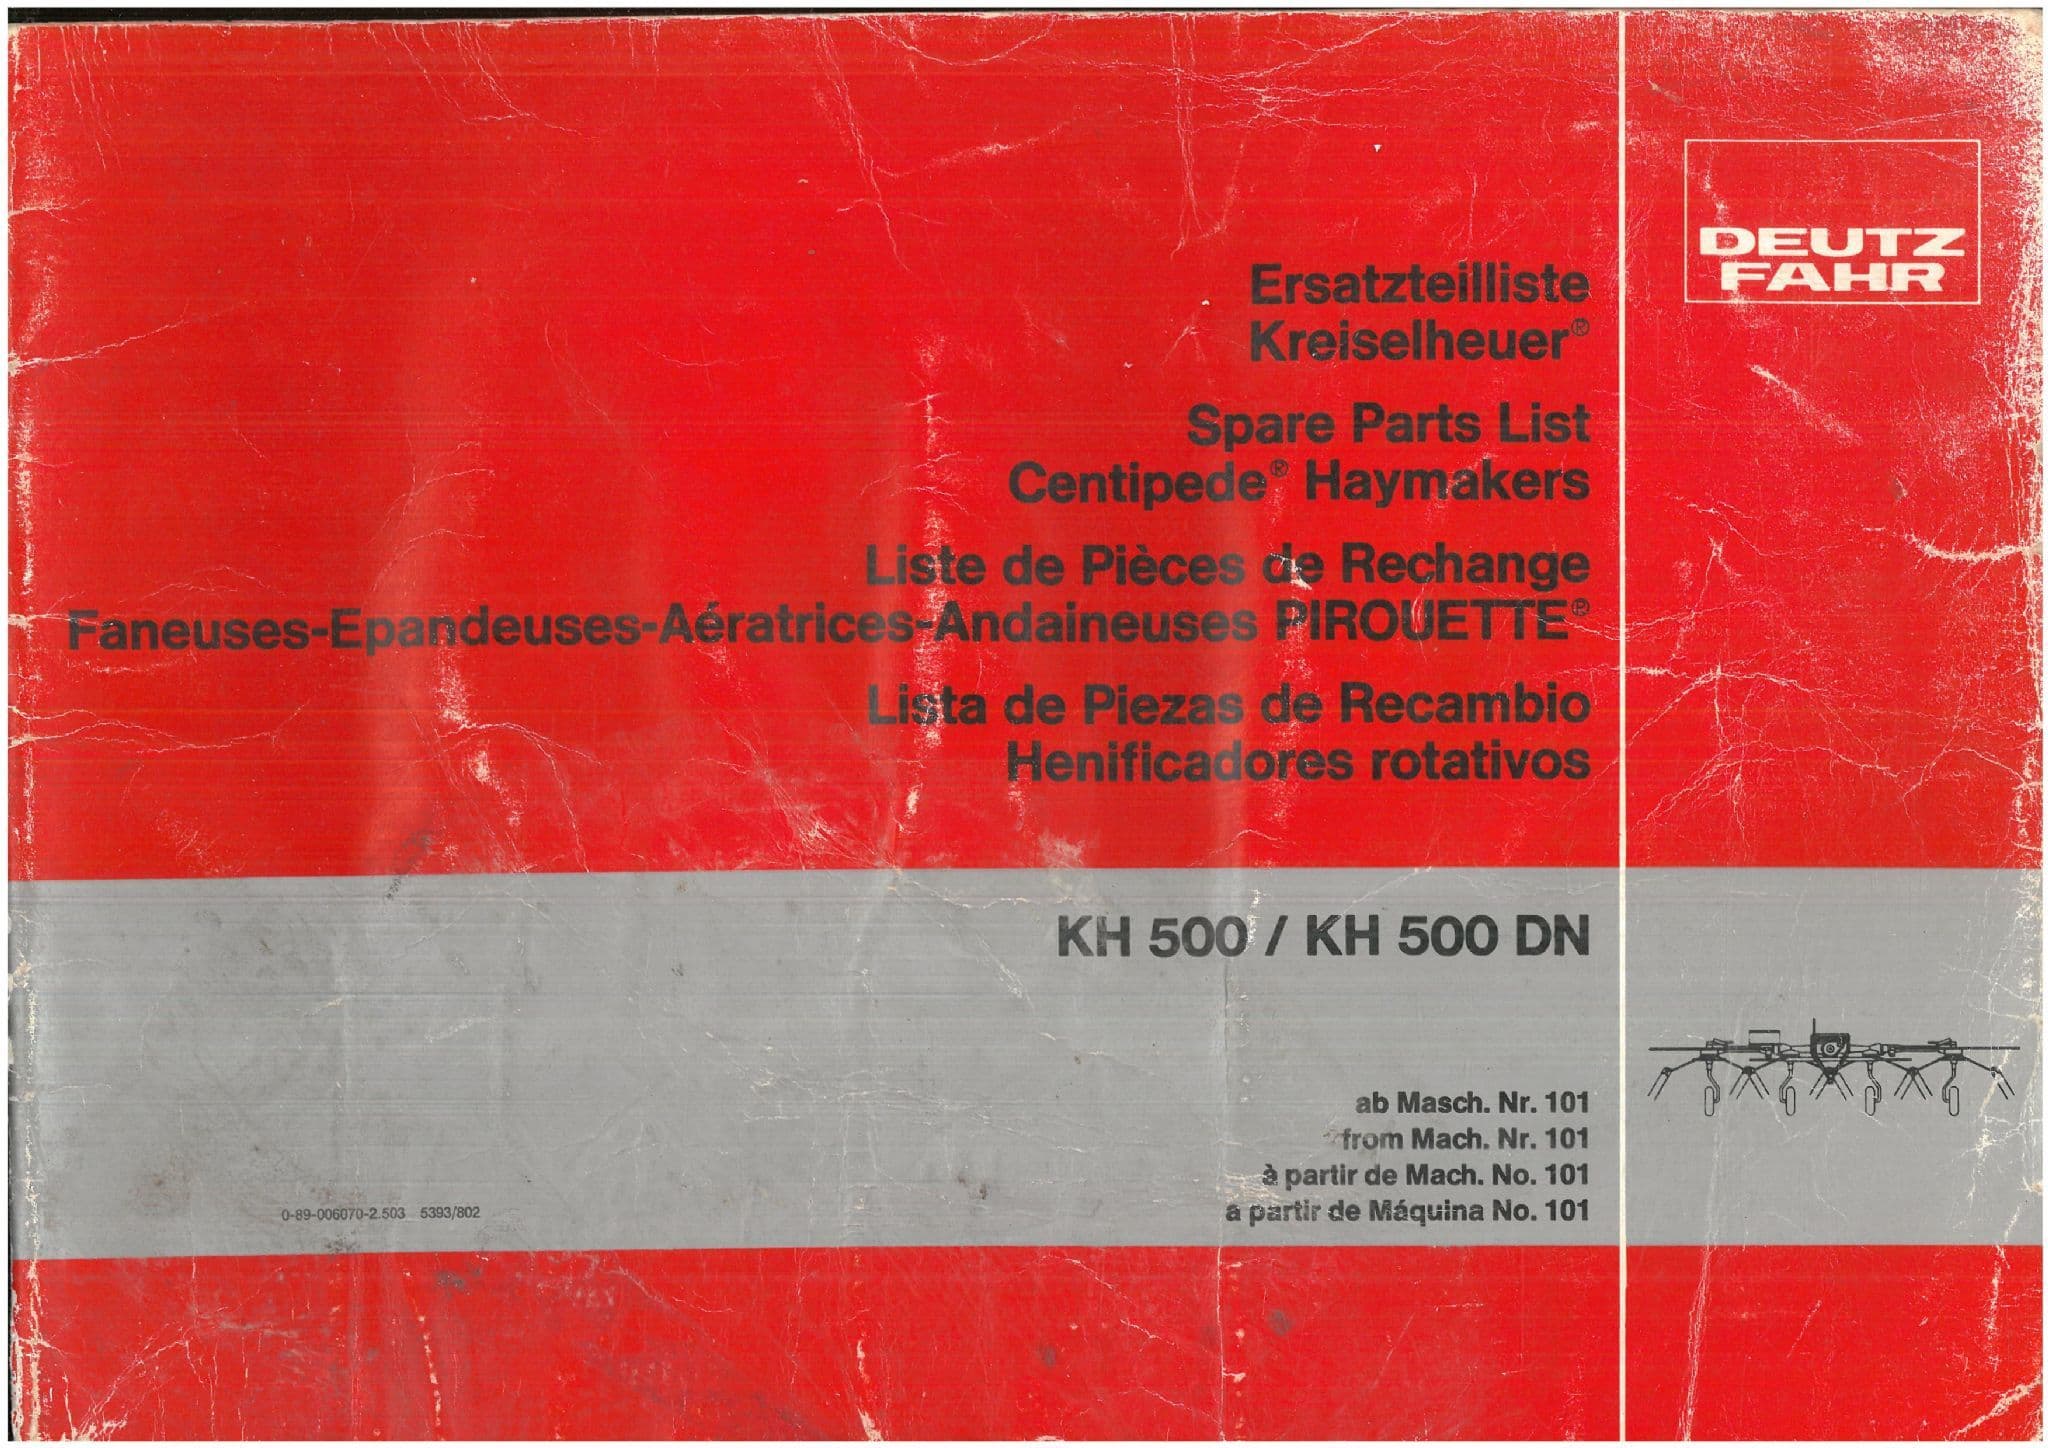 DEUTZ
FAHR
Ersatzteilliste
Kreiselheuer®
Spare Parts List
Centipede® Haymakers
Liste de Pièces de Rechange
Faneuses-Epandeuses-Aératrices-Andaineuses PIROUETTE®
Lista de Piezas de Recambio
Henificadores rotativos
KH 500 / KH 500 DN
ab Masch. Nr. 101
from Mach. Nr. 101
à partir de Mach. No. 101
a partir de Máquina No. 101
0-89-006070-2.503 5393/802